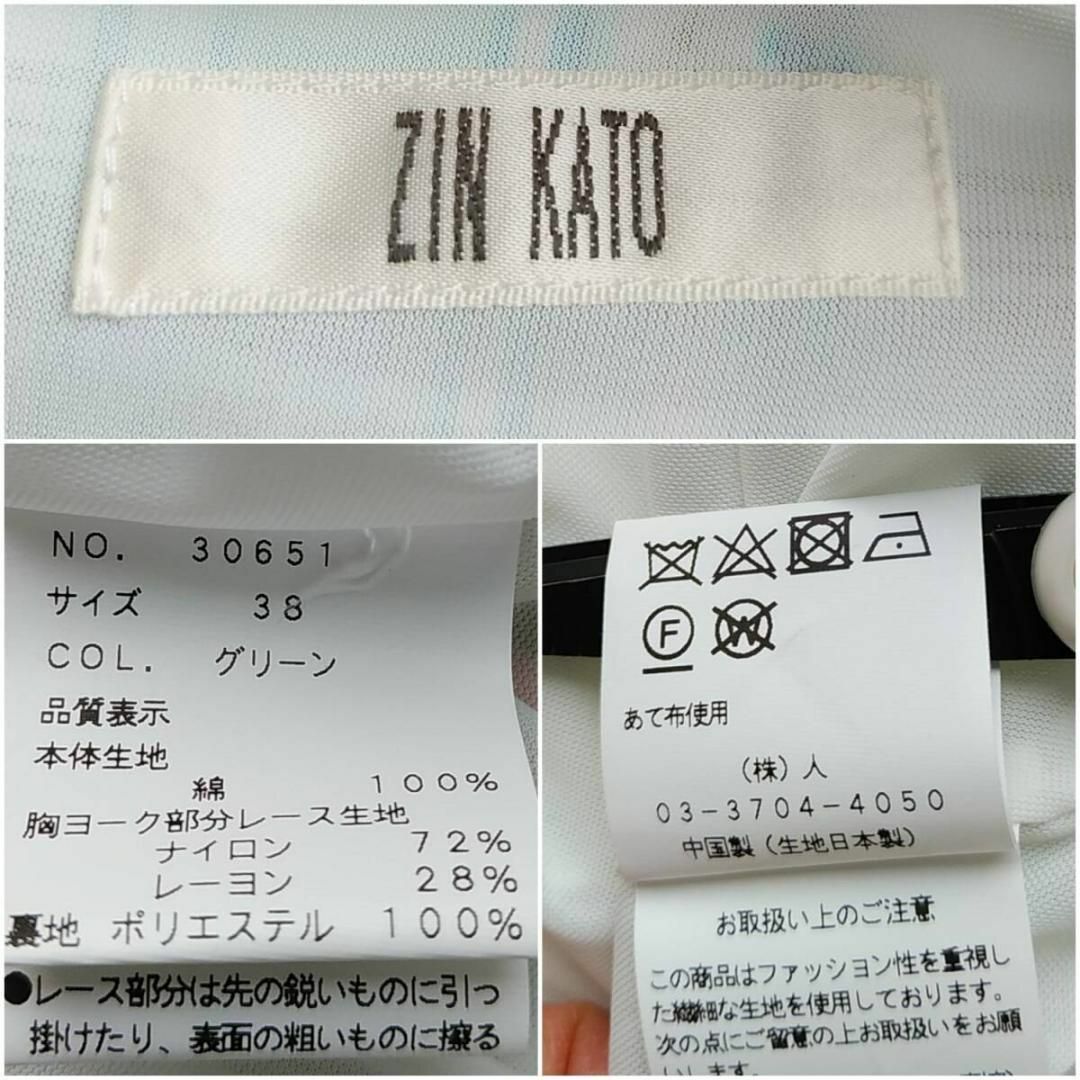 ZIN KATO
NO. 30651
サイズ 38
COL. グリーン
品質表示
本体生地
綿 100%
胸ヨーク部分レース生地
ナイロン 72%
レーヨン 28%
裏地 ポリエステル 100%
●レース部分は先の鋭いものに引っ
掛けたり、表面の粗いものに擦る
F
W
あて布使用
(株)人
03-3704-4050
中国製(生地日本製)
お取扱い上のご注意
この商品はファッション性を重視し
た繊細な生地を使用しております。
次の点にご留意の上お取扱いをお願
いします。